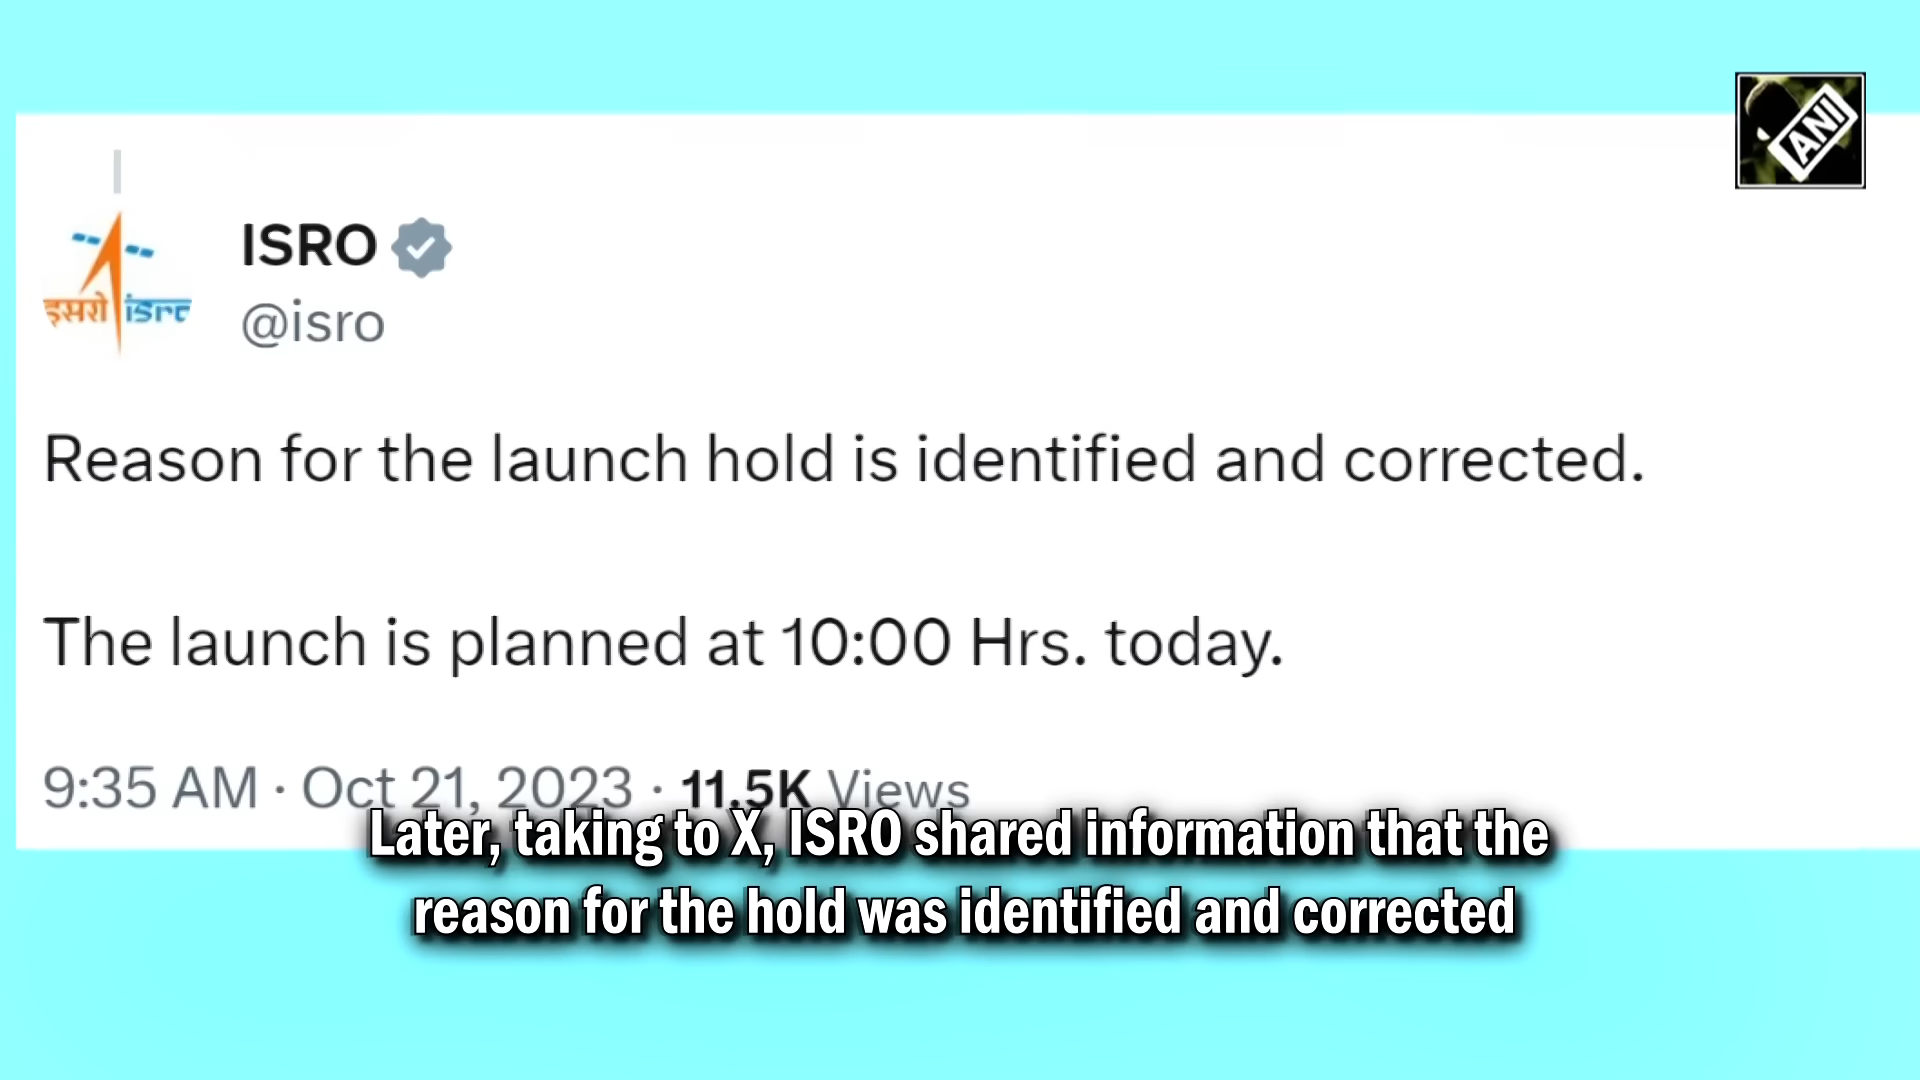 ANI
ISRO
@isro
इसरो isro
Reason for the launch hold is identified and corrected.
The launch is planned at 10:00 Hrs. today.
9:35 AM · Oct 21, 2023 · 11.5K Views
Later, taking to X, ISRO shared information that the
reason for the hold was identified and corrected